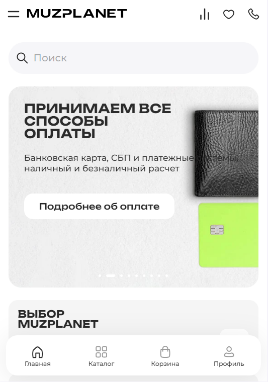 MUZPLANET
Поиск
ПРИНИМАЕМ ВСЕ
СПОСОБЫ
ОПЛАТЫ
Банковская карта, СБП и платежные системы,
наличный и безналичный расчет
Подробнее об оплате
ВЫБОР
MUZPLANET
Главная
Каталог
Корзина
Профиль